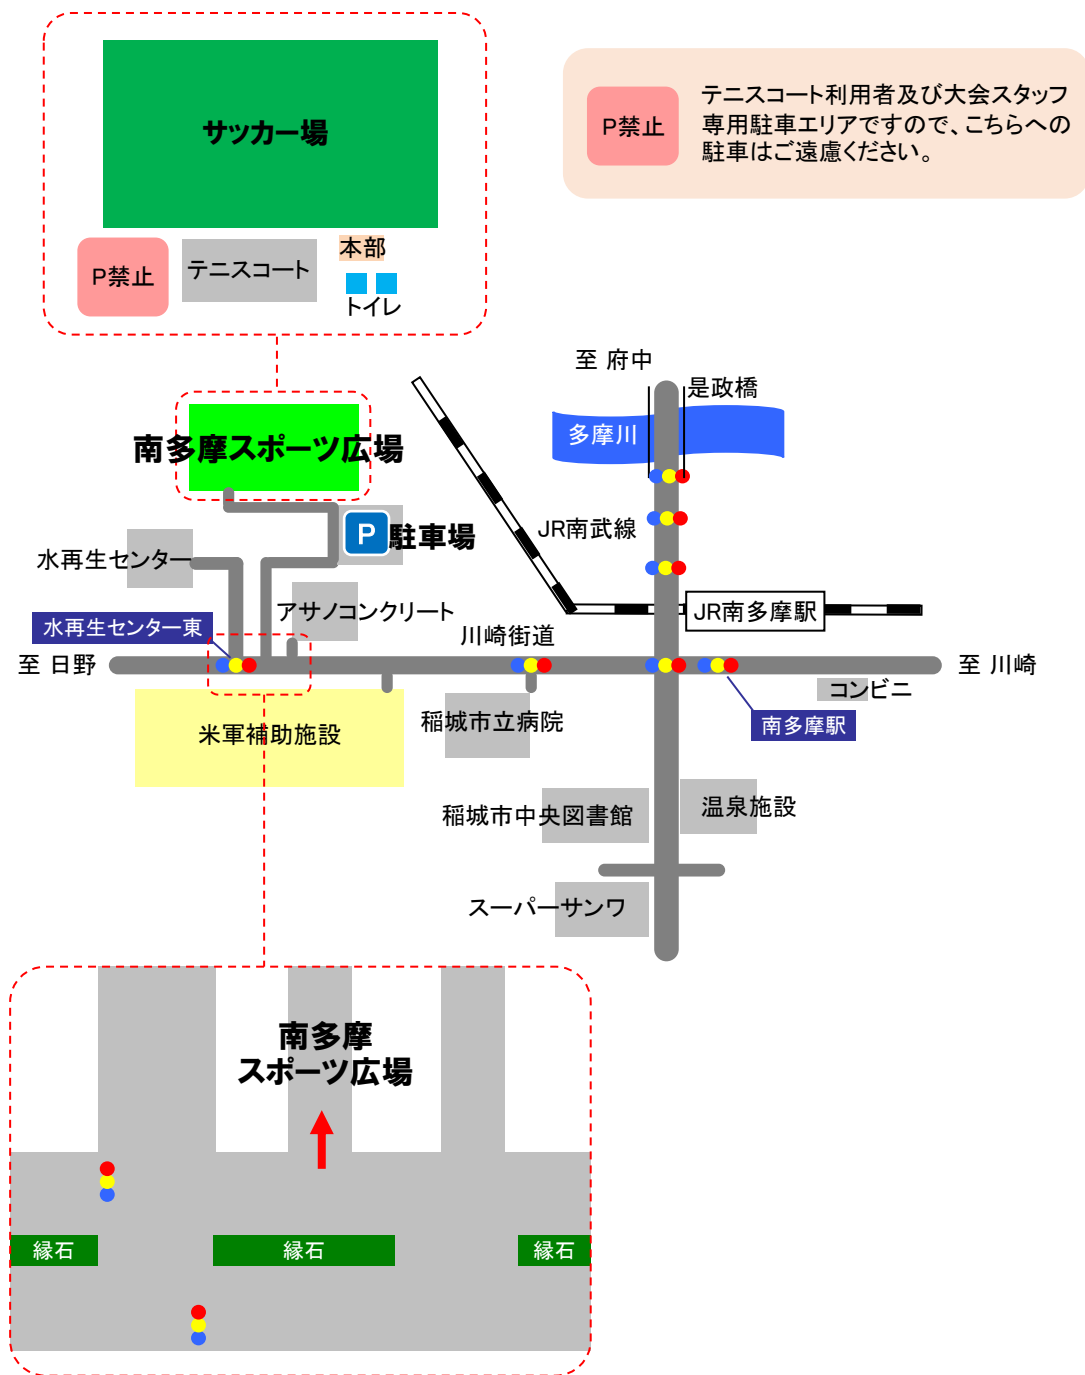 サッカー場
P禁止
テニスコート
本部
トイレ
P禁止
テニスコート利用者及び大会スタッフ
専用駐車エリアですので、こちらへの
駐車はご遠慮ください。
至 府中
是政橋
多摩川
南多摩スポーツ広場
JR南武線
P
駐車場
水再生センター
アサノコンクリート
JR南多摩駅
水再生センター東
川崎街道
至 日野
至 川崎
コンビニ
米軍補助施設
稲城市立病院
南多摩駅
稲城市中央図書館
温泉施設
スーパーサンワ
南多摩
スポーツ広場
縁石
縁石
縁石